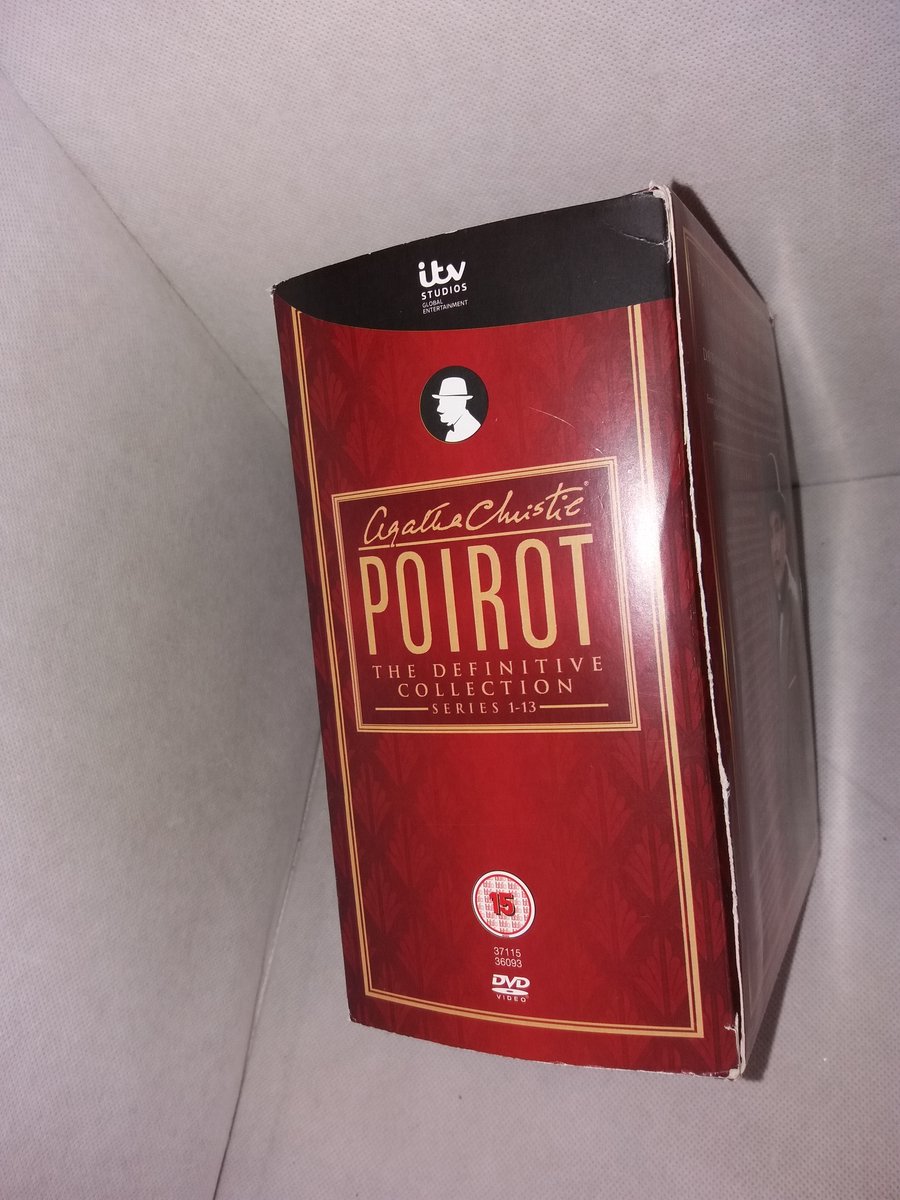 itv
STUDIOS
GLOBAL
ENTERTAINMENT
Agatha Christie®
POIROT
THE DEFINITIVE
COLLECTION
SERIES 1-13
15
37115
36093
DVD
VIDEO